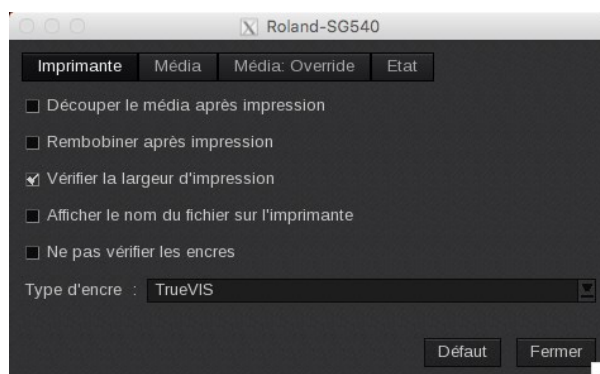 Roland-SG540
Imprimante Média Média: Override Etat
Découper le média après impression
Rembobiner après impression
Vérifier la largeur d'impression
Afficher le nom du fichier sur l'imprimante
Ne pas vérifier les encres
Type d'encre : TrueVIS
Défaut Fermer